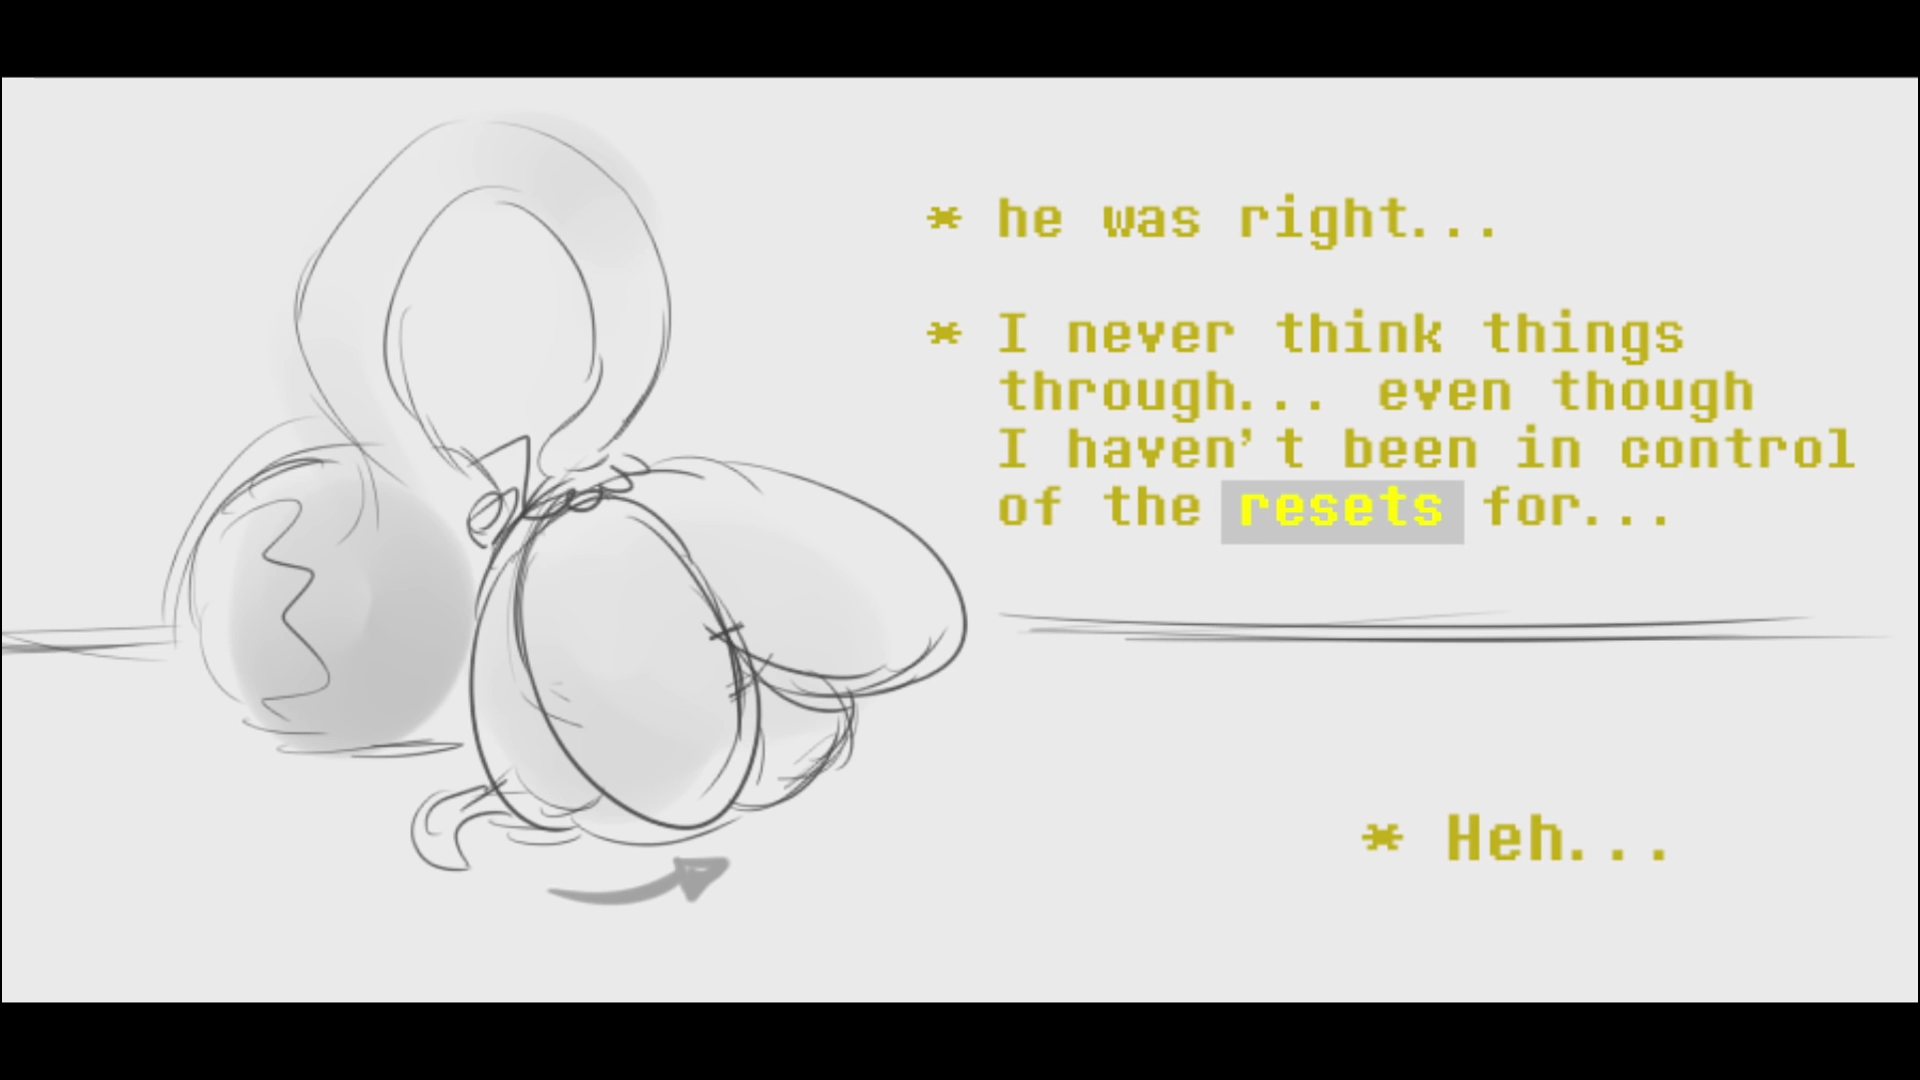 * he was right...
* I never think things
through... even though
I haven't been in control
of the resets for...
* Heh...